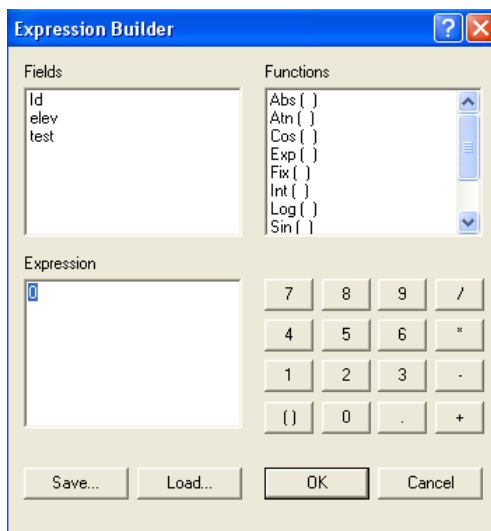 Expression Builder
Fields
Id
elev
test
Functions
Abs ( )
Atn ( )
Cos ( )
Exp ( )
Fix ( )
Int ( )
Log ( )
Sin ( )
Expression
0
7 8 9 /
4 5 6 *
1 2 3 -
( ) 0 . +
Save... Load... OK Cancel